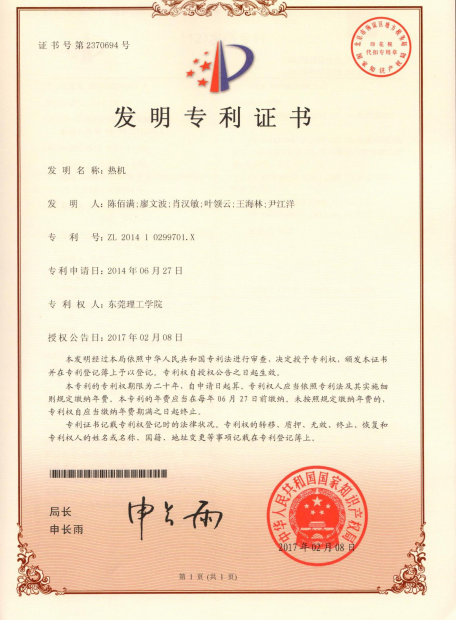 证书号第2370694号
发明专利证书
发明名称：热机
发明人：陈佰满;廖文波;肖汉敏;叶领云;王海林;尹江洋
专利号：ZL 2014 1 0299701.X
专利申请日：2014年06月27日
专利权人：东莞理工学院
授权公告日：2017年02月08日
本发明经过本局依照中华人民共和国专利法进行审查，决定授予专利权，颁发本证书
并在专利登记簿上予以登记。专利权自授权公告之日起生效。
本专利的专利权期限为二十年，自申请日起算。专利权人应当依照专利法及其实施细
则规定缴纳年费。本专利的年费应当在每年06月27日前缴纳。未按照规定缴纳年费的，
专利权自应当缴纳年费期满之日起终止。
专利证书记载专利权登记时的法律状况。专利权的转移、质押、无效、终止、恢复和
专利权人的姓名或名称、国籍、地址变更等事项记载在专利登记簿上。
局长
申长雨
申长雨
中华人民共和国国家知识产权局
2017年02月08日
第1页（共1页）